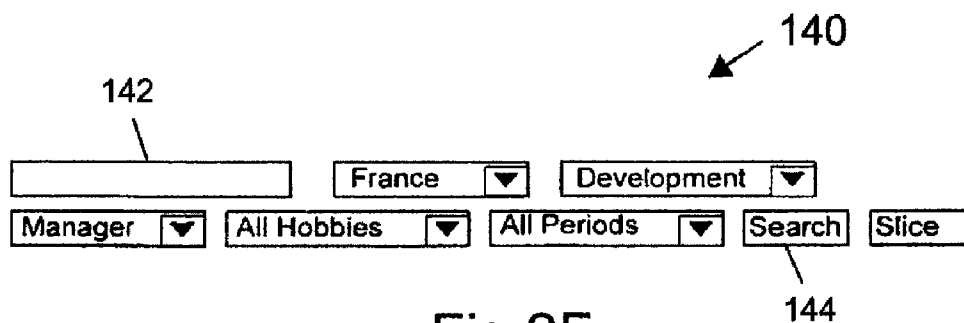 140
142
France Development
Manager All Hobbies All Periods Search Slice
144